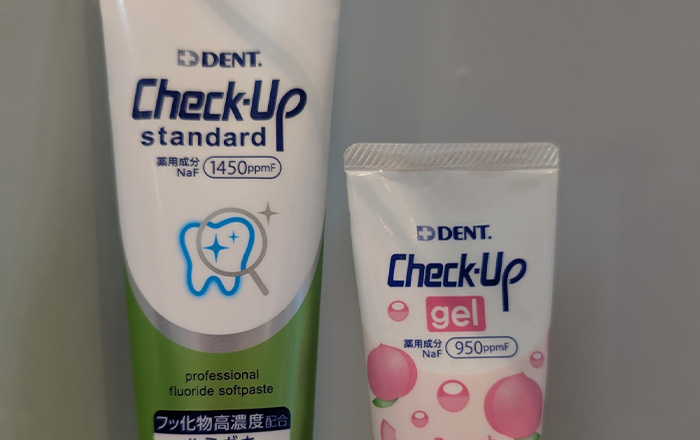 DENT.
Check-Up
standard
薬用成分
NaF
1450ppmF
professional
fluoride softpaste
フッ化物高濃度配合
DENT.
Check-Up
gel
薬用成分
NaF
950ppmF